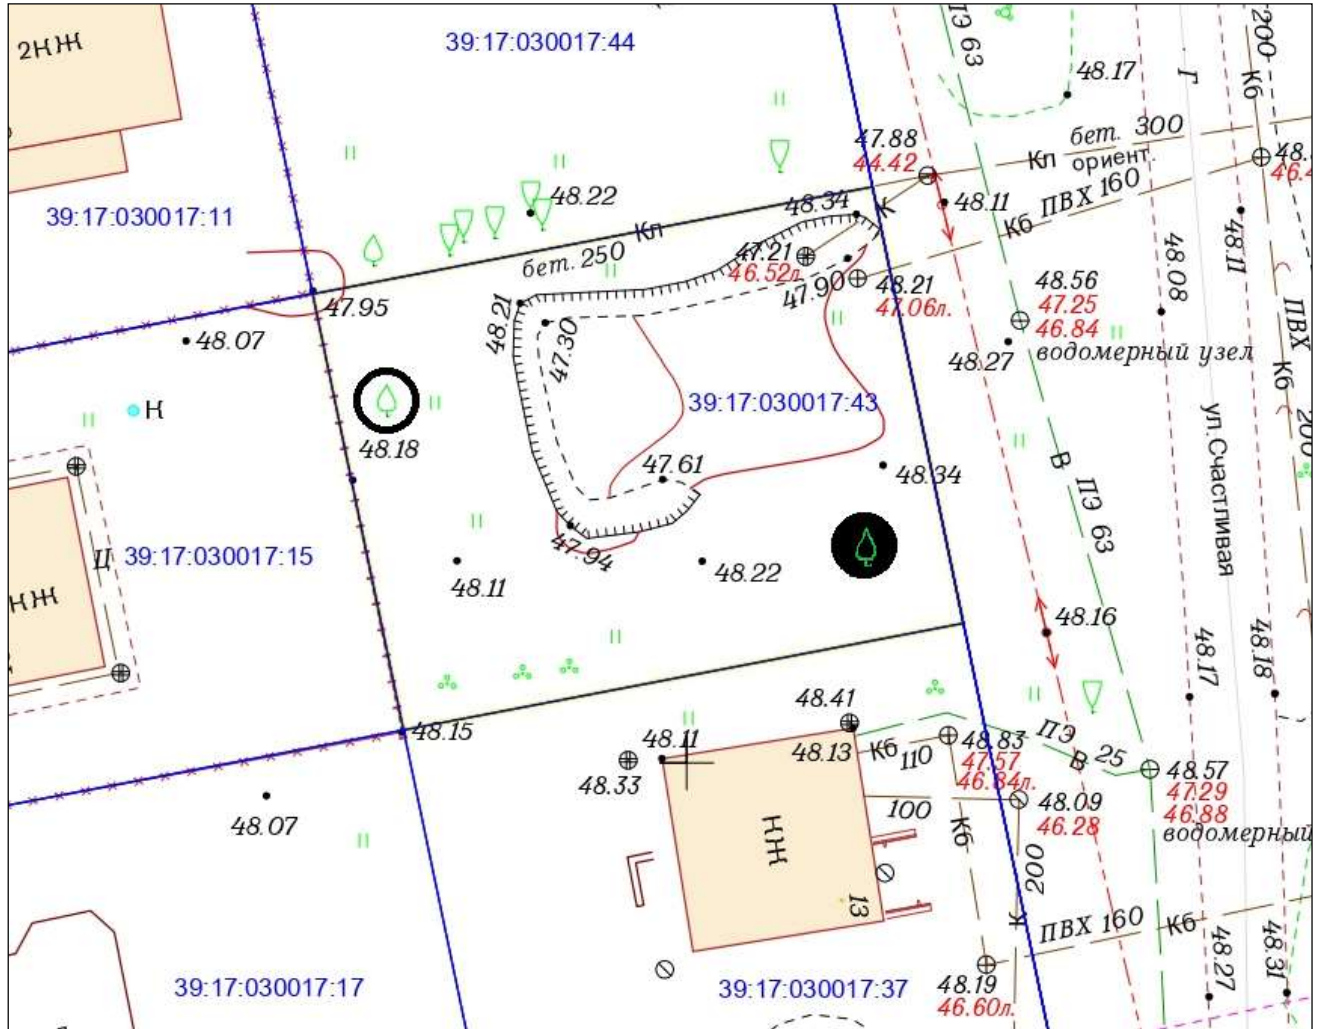 2НЖ
39:17:030017:44
ПЭ 63
48.17
Г
Кб
200
бет. 300
Кл
ориент.
47.88
44.42
ПВХ 160
Кб
48.11
39:17:030017:11
48.22
Кл
бет. 250
48.34
К
47.21
46.52л.
47.90
48.21
47.06л.
48.56
47.25
46.84
водомерный узел
48.08
48.11
ПВХ
Кб
200
47.95
48.07
48.21
47.30
48.27
Н
39:17:030017:43
48.18
47.61
48.34
В
ПЭ 63
ул.Счастливая
39:17:030017:15
Ц
НЖ
47.94
48.11
48.22
48.16
48.17
48.18
48.15
48.41
48.11
48.13
48.33
Кб
110
48.83
47.57
46.84л.
ПЭ 25
В
48.57
47.29
46.88
водомерный
48.07
100
48.09
46.28
Кб
200
НЖ
13
К
ПВХ 160
Кб
48.27
48.31
39:17:030017:17
39:17:030017:37
48.19
46.60л.